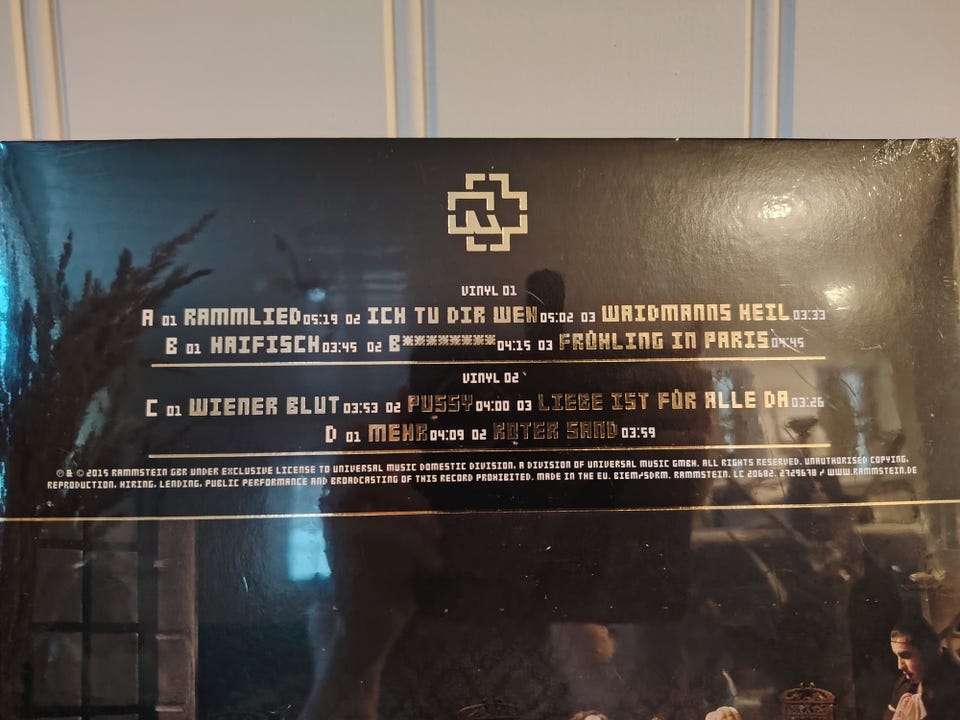 VINYL 01
A 01 RAMMLIED 05:19 02 ICH TU DIR WEH 05:02 03 WAIDMANNS HEIL 03:33
B 01 HAIFISCH 03:45 02 B******** 04:15 03 FRÜHLING IN PARIS 04:45
VINYL 02
C 01 WIENER BLUT 03:53 02 PUSSY 04:00 03 LIEBE IST FÜR ALLE DA 03:26
D 01 MEHR 04:09 02 ROTER SAND 03:59
℗ & © 2015 RAMMSTEIN GBR UNDER EXCLUSIVE LICENSE TO UNIVERSAL MUSIC DOMESTIC DIVISION, A DIVISION OF UNIVERSAL MUSIC GMBH. ALL RIGHTS RESERVED. UNAUTHORISED COPYING,
REPRODUCTION, HIRING, LENDING, PUBLIC PERFORMANCE AND BROADCASTING OF THIS RECORD PROHIBITED. MADE IN THE EU. BIEM/SDRM. RAMMSTEIN. LC 20682. 2729678 / WWW.RAMMSTEIN.DE